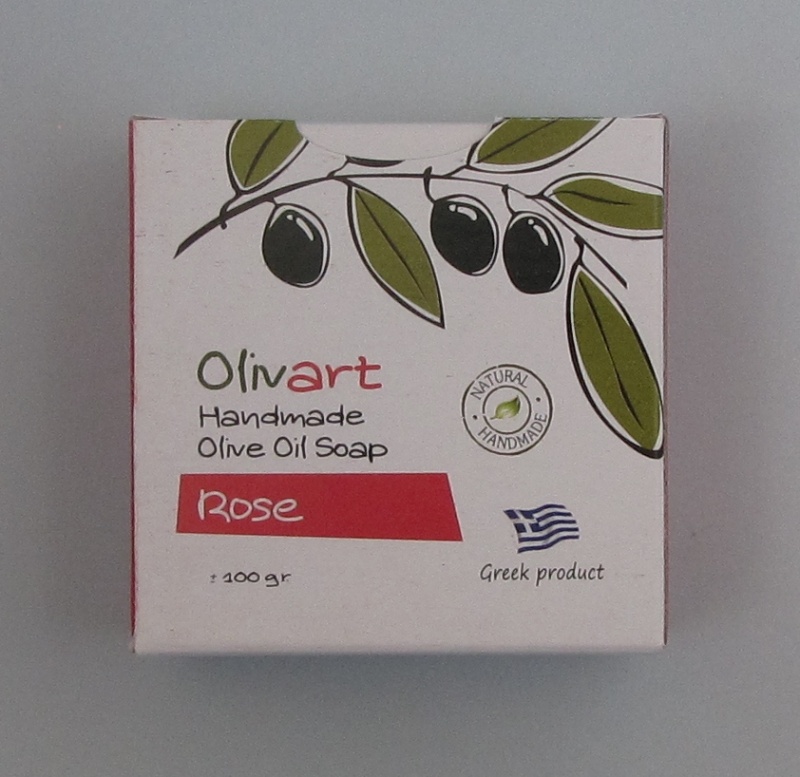 Olivart
Handmade
Olive Oil Soap
NATURAL
HANDMADE
Rose
± 100 gr.
Greek product